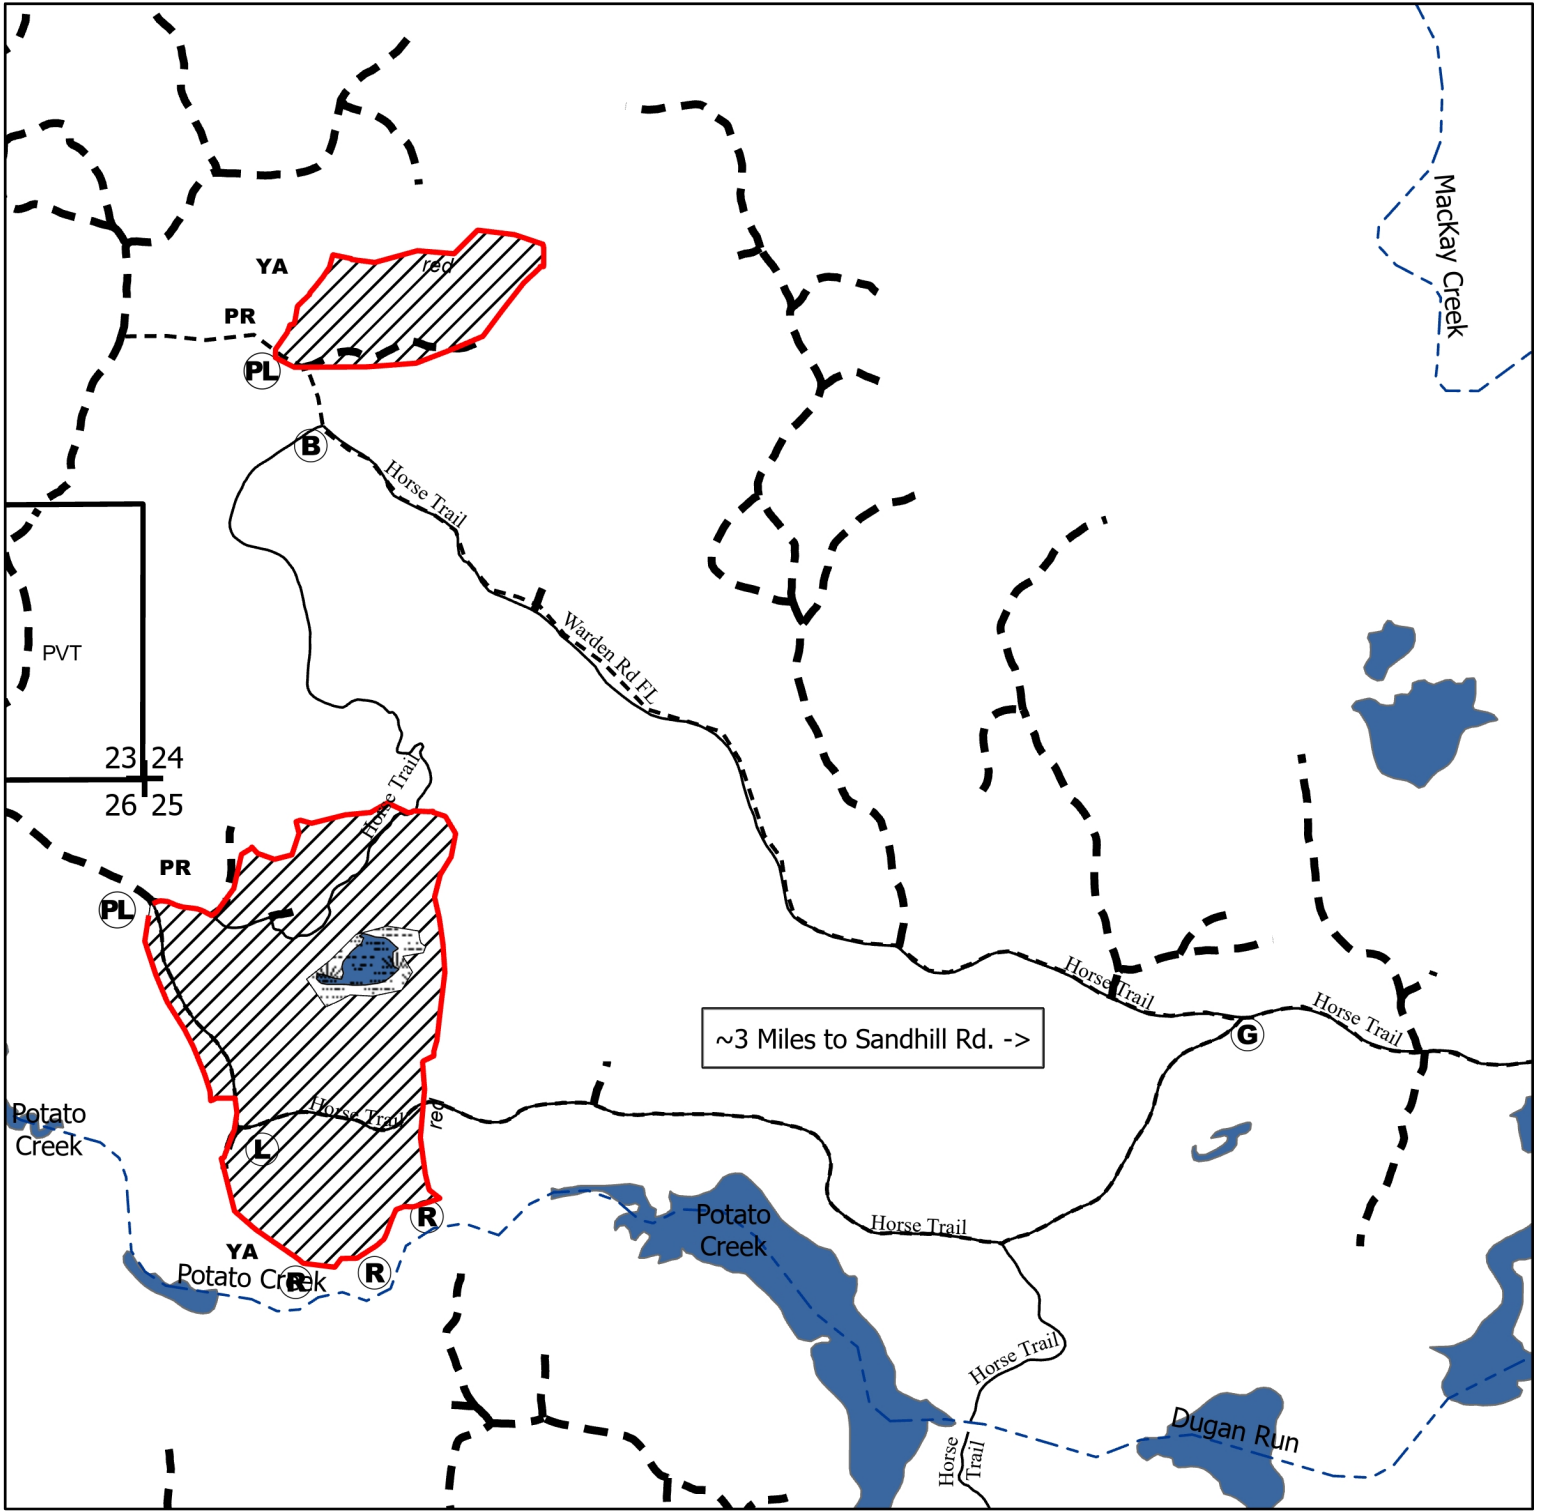 MacKay Creek
YA
red
PR
PL
B
Horse Trail
Warden Rd FL
PVT
23 24
26 25
Horse Trail
PR
PL
Horse Trail
Horse Trail
G
~3 Miles to Sandhill Rd. ->
Horse Trail
red
Potato
Creek
L
Potato
Creek
Horse Trail
R
YA
Potato Creek
R
R
Horse Trail
Dugan Run
Horse
Trail